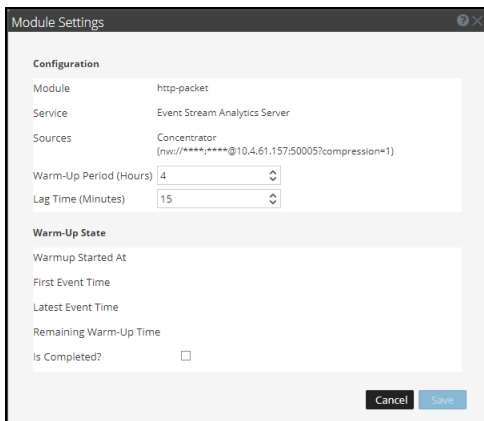 Module Settings
Configuration
Module http-packet
Service Event Stream Analytics Server
Sources Concentrator
(nw://****:****@10.4.61.157:50005?compression=1)
Warm-Up Period (Hours) 4
Lag Time (Minutes) 15
Warm-Up State
Warmup Started At
First Event Time
Latest Event Time
Remaining Warm-Up Time
Is Completed?
Cancel Save